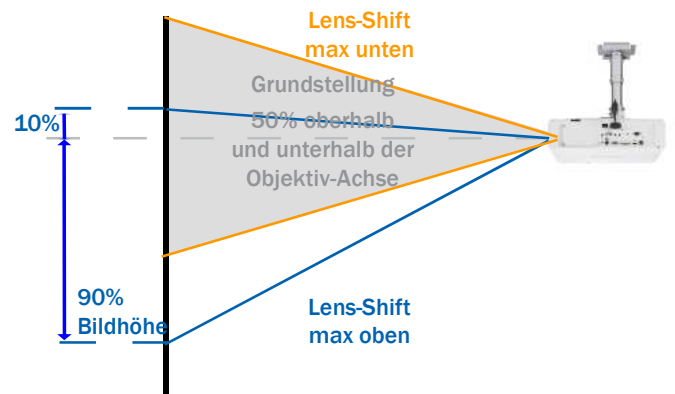 Lens-Shift
max unten
Grundstellung
50% oberhalb
und unterhalb der
Objektiv-Achse
10%
90%
Bildhöhe
Lens-Shift
max oben